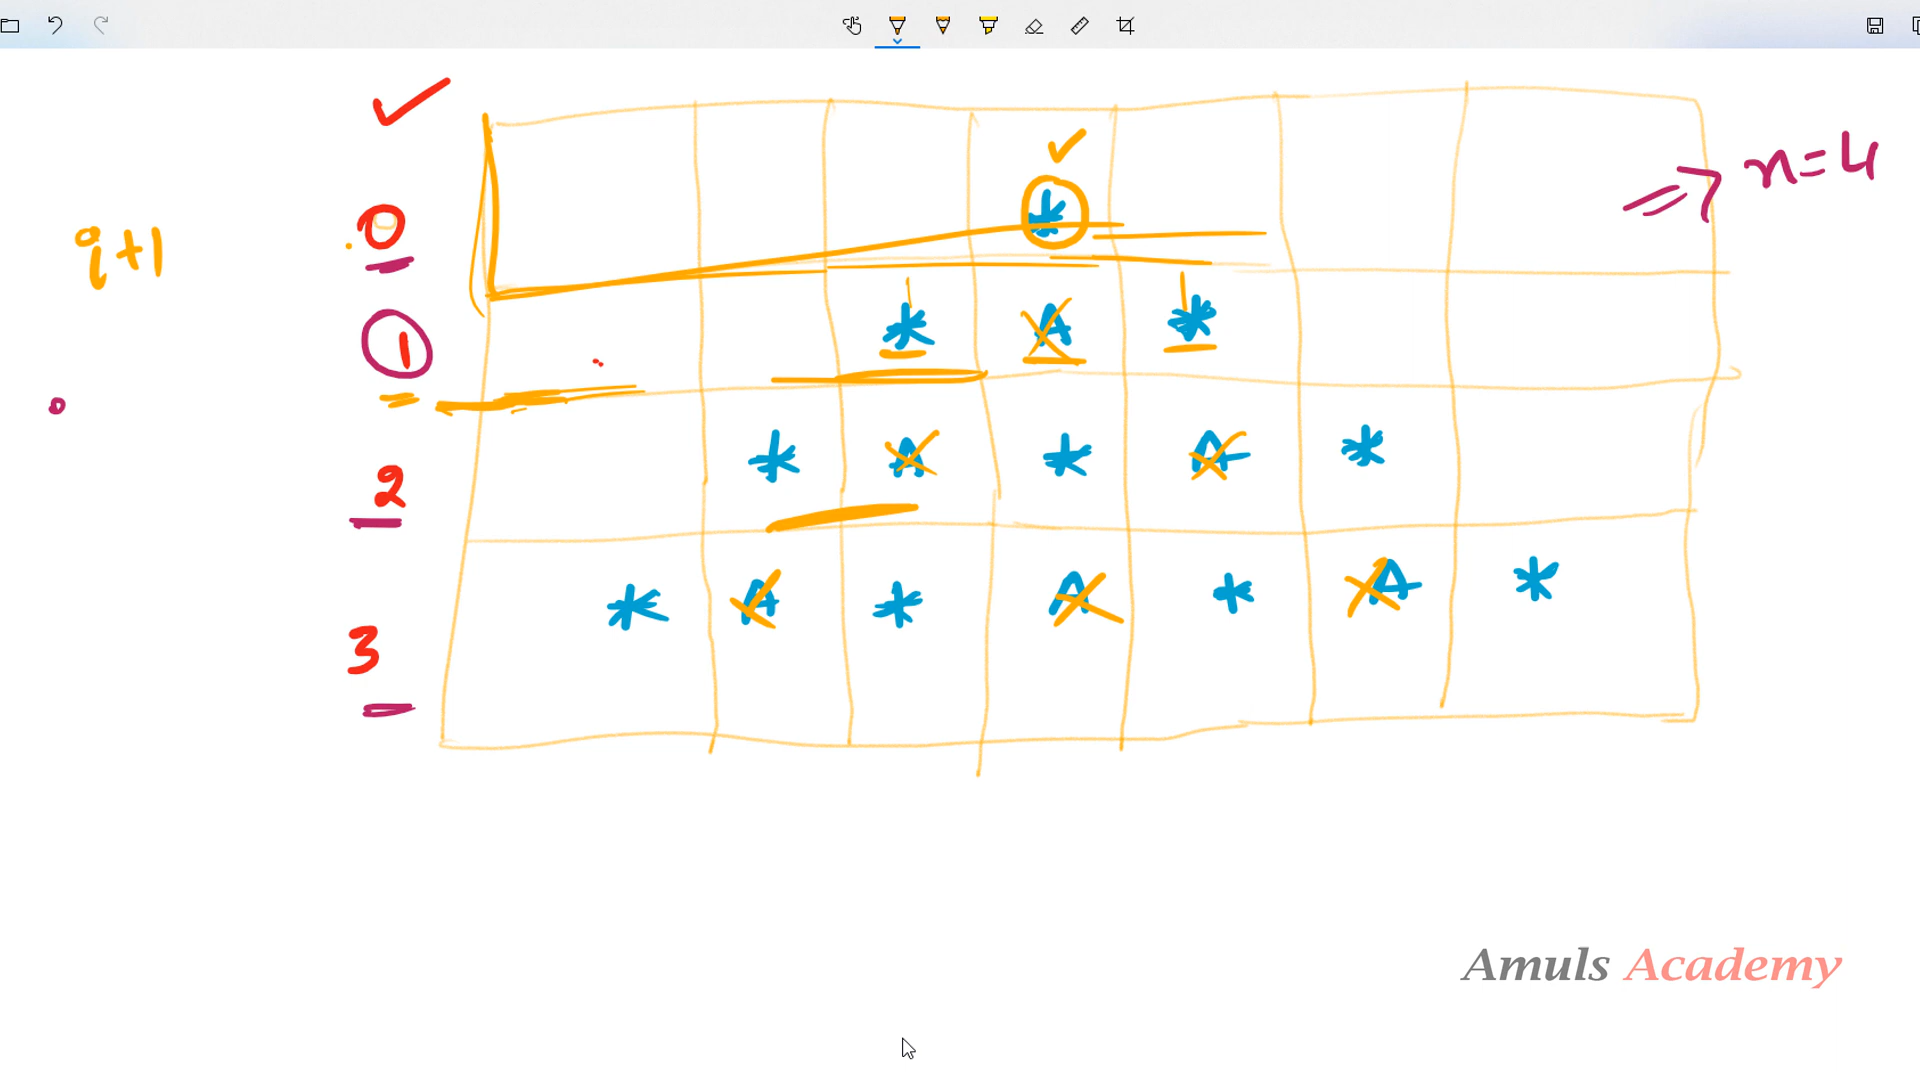 n=4
*
i+1 0
1 * A *
2 * A * A *
3 * A * A * A *
Amuls Academy